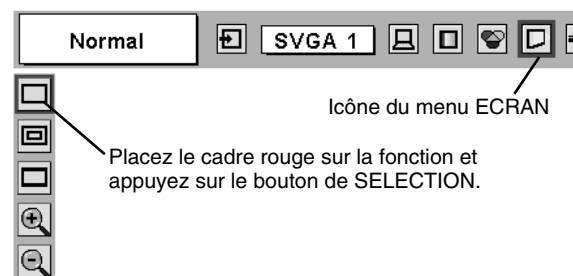 Normal
SVGA 1
Icône du menu ECRAN
Placez le cadre rouge sur la fonction et
appuyez sur le bouton de SELECTION.